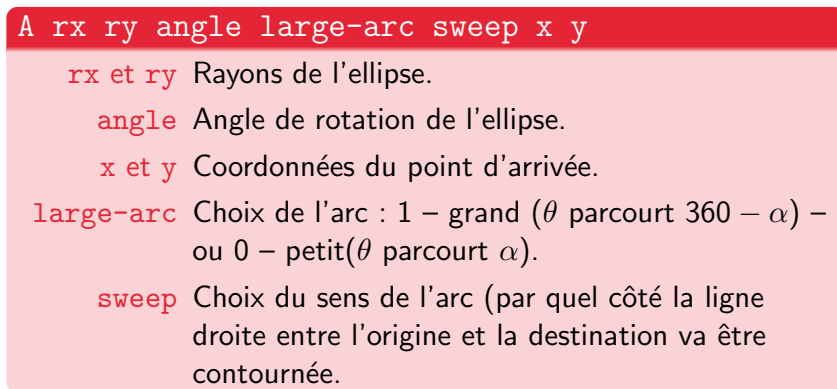 A rx ry angle large-arc sweep x y
rx et ry Rayons de l'ellipse.
angle Angle de rotation de l'ellipse.
x et y Coordonnées du point d'arrivée.
large-arc Choix de l'arc : 1 – grand (θ parcourt 360 − α) –
ou 0 – petit(θ parcourt α).
sweep Choix du sens de l'arc (par quel côté la ligne
droite entre l'origine et la destination va être
contournée.